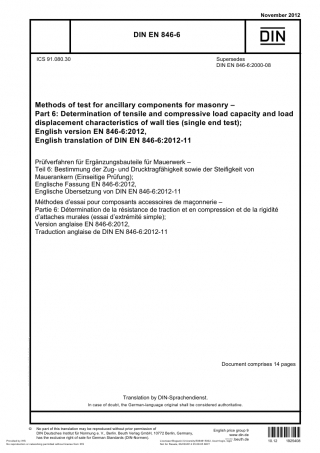 November 2012
DIN EN 846-6
DIN
ICS 91.080.30
Supersedes
DIN EN 846-6:2000-08
Methods of test for ancillary components for masonry –
Part 6: Determination of tensile and compressive load capacity and load
displacement characteristics of wall ties (single end test);
English version EN 846-6:2012,
English translation of DIN EN 846-6:2012-11
Prüfverfahren für Ergänzungsbauteile für Mauerwerk –
Teil 6: Bestimmung der Zug- und Drucktragfähigkeit sowie der Steifigkeit von
Mauerankern (Einseitige Prüfung);
Englische Fassung EN 846-6:2012,
Englische Übersetzung von DIN EN 846-6:2012-11
Méthodes d'essai pour composants accessoires de maçonnerie –
Partie 6: Détermination de la résistance de traction et en compression et de la rigidité
d'attaches murales (essai d'extrémité simple);
Version anglaise EN 846-6:2012,
Traduction anglaise de DIN EN 846-6:2012-11
Document comprises 14 pages
Translation by DIN-Sprachendienst.
In case of doubt, the German-language original shall be considered authoritative.
© No part of this translation may be reproduced without prior permission of
DIN Deutsches Institut für Normung e. V., Berlin. Beuth Verlag GmbH, 10772 Berlin, Germany,
has the exclusive right of sale for German Standards (DIN-Normen).
English price group 9
www.din.de
www.beuth.de